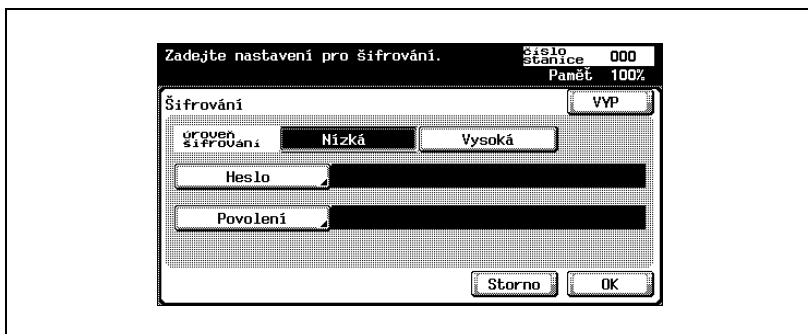 Zadejte nastavení pro šifrování.
číslo stanice 000
Paměť 100%
Šifrování
VYP
úroveň šifrování
Nízká
Vysoká
Heslo
Povolení
Storno
OK